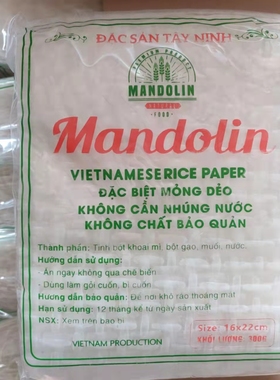 ĐẶC SẢN TÂY NINH
PREMIUM PRODUCT
MANDOLIN
Mandolin
VIETNAMESE RICE PAPER
ĐẶC BIỆT MỎNG DẺO
KHÔNG CẦN NHÚNG NƯỚC
KHÔNG CHẤT BẢO QUẢN
Thành phần: Tinh bột khoai mì, bột gạo, muối, nước.
Hướng dẫn sử dụng:
- Ăn ngay không qua chế biến
- Dùng làm gỏi cuốn, bì cuốn
Hướng dẫn bảo quản: Để nơi khô ráo thoáng mát
Hạn sử dụng: 12 tháng kể từ ngày sản xuất
NSX: Xem trên bao bì
Size: 16x22cm
KHỐI LƯỢNG:
VIETNAM PRODUCTION